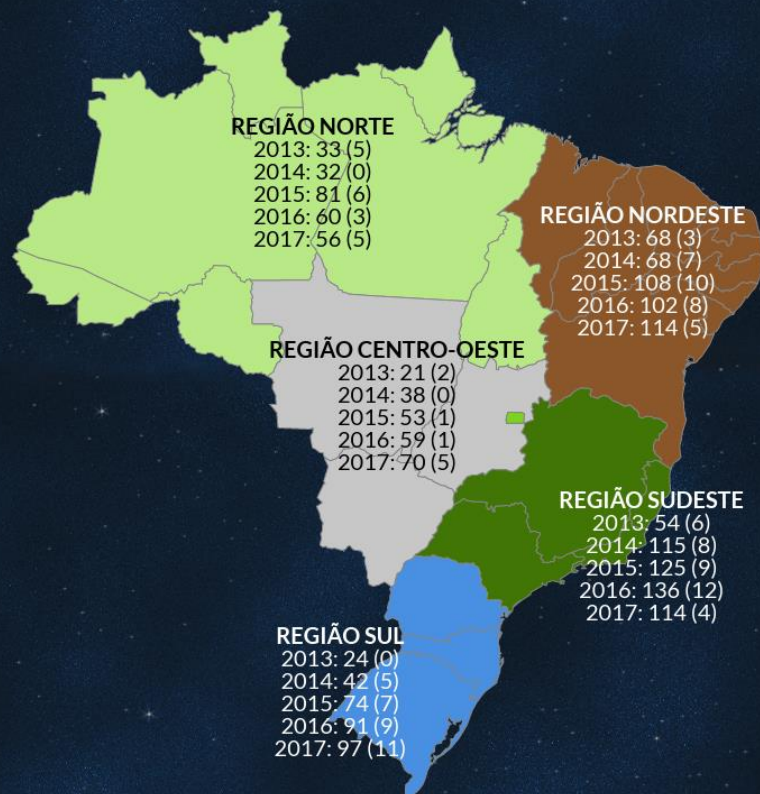 REGIÃO NORTE
2013: 33 (5)
2014: 32 (0)
2015: 81 (6)
2016: 60 (3)
2017: 56 (5)
REGIÃO NORDESTE
2013: 68 (3)
2014: 68 (7)
2015: 108 (10)
2016: 102 (8)
2017: 114 (5)
REGIÃO CENTRO-OESTE
2013: 21 (2)
2014: 38 (0)
2015: 53 (1)
2016: 59 (1)
2017: 70 (5)
REGIÃO SUDESTE
2013: 54 (6)
2014: 115 (8)
2015: 125 (9)
2016: 136 (12)
2017: 114 (4)
REGIÃO SUL
2013: 24 (0)
2014: 42 (5)
2015: 74 (7)
2016: 91 (9)
2017: 97 (11)